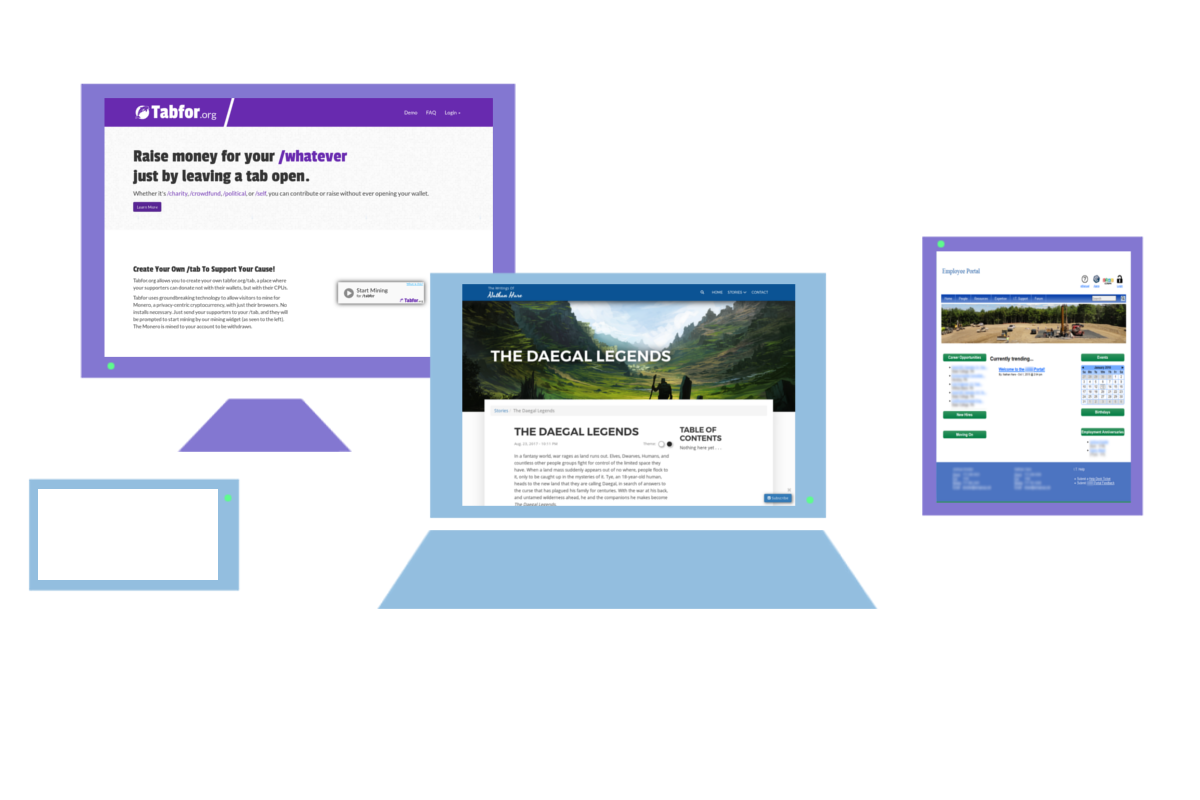 Tabfor.org
Demo FAQ Login
Raise money for your /whatever
just by leaving a tab open.
Whether it's /charity, /crowdfund, /political, or /self, you can contribute or raise without ever opening your wallet.
Learn More
Create Your Own /tab To Support Your Cause!
Tabfor.org allows you to create your own tabfor.org/tab, a place where
your supporters can donate not with their wallets, but with their CPUs.
Tabfor uses groundbreaking technology to allow visitors to mine for
Monero, a privacy-centric cryptocurrency, with just their browsers. No
installs necessary. Just send your supporters to your /tab, and they will
be prompted to start mining by our mining widget (as seen to the left).
The Monero is mined to your account to be withdrawn.
Start Mining
for /tabfor
Tabfor...
The Writings Of
Nathan Hare
HOME STORIES CONTACT
THE DAEGAL LEGENDS
Stories - The Daegal Legends
THE DAEGAL LEGENDS
Aug. 22, 2017 - 10:11 PM
In a fantasy world, war rages as land runs out. Elves, Dwarves, Humans, and
countless other people groups fight for control of the limited space they
have. When a land mass suddenly appears out of no where, people flock to
it, only to be caught up in the mysteries of it. Tye, an 18 year-old human,
heads to the new land that they are calling Daegal, in search of answers to
the curse that has plagued his family for centuries. With the war at his back,
and untamed wilderness ahead, he and the companions he makes become
The Daegal Legends.
TABLE OF
CONTENTS
Nothing here yet . . .
Subscribe
Employee Portal
Home People Resources Expertise IT Support Travel
Career Opportunities
New Hires
Moving Up
Currently trending...
Welcome to the Portal
Events
January 2016
Birthdays
Employment Anniversaries